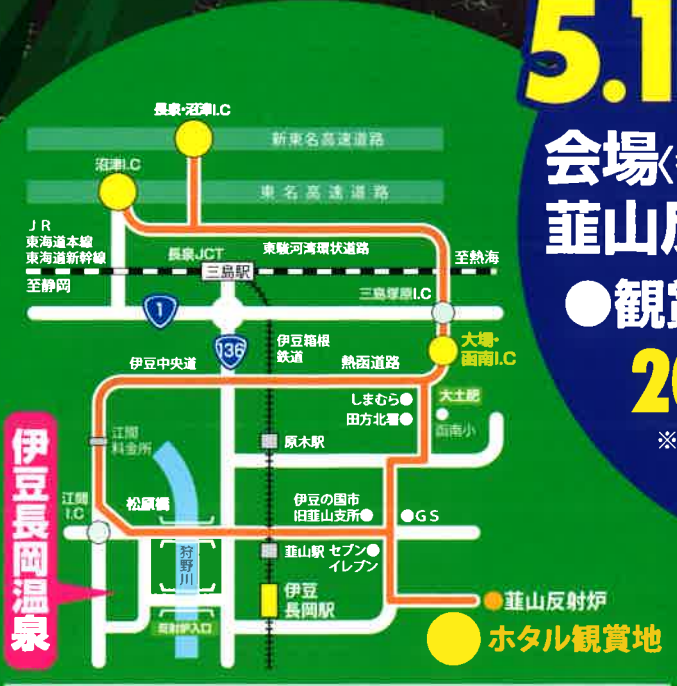 5.1
会場
韮山反
●観賞
20
※
長泉・沼津I.C
新東名高速道路
沼津I.C
東名高速道路
JR
東海道本線
東海道新幹線
長泉JCT
東駿河湾環状道路
三島駅
至熱海
至静岡
三島塚原I.C
1
136
伊豆箱根
鉄道
大場・
函南I.C
伊豆中央道
熱函道路
しまむら●
田方北署●
大土肥
函南小
江間
料金所
原木駅
江間
I.C
松原橋
伊豆の国市
旧韮山支所●
●GS
狩野川
韮山駅
セブン●
イレブン
伊豆
長岡駅
伊豆長岡温泉
反射炉入口
韮山反射炉
ホタル観賞地